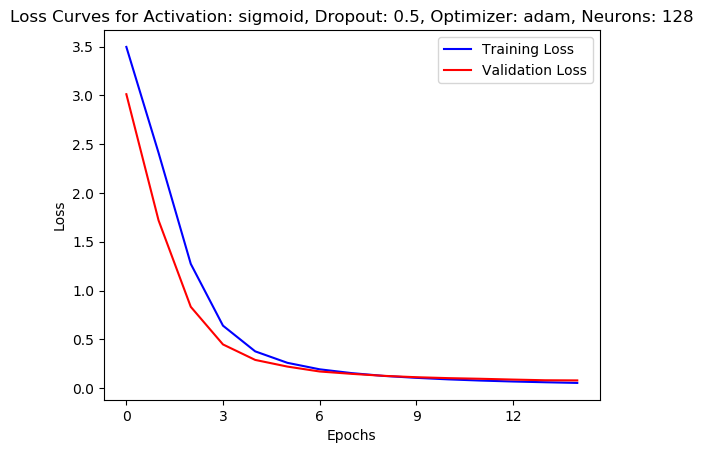 Loss Curves for Activation: sigmoid, Dropout: 0.5, Optimizer: adam, Neurons: 128
Training Loss
Validation Loss
3.5
3.0
2.5
2.0
1.5
1.0
0.5
0.0
Loss
0
3
6
9
12
Epochs